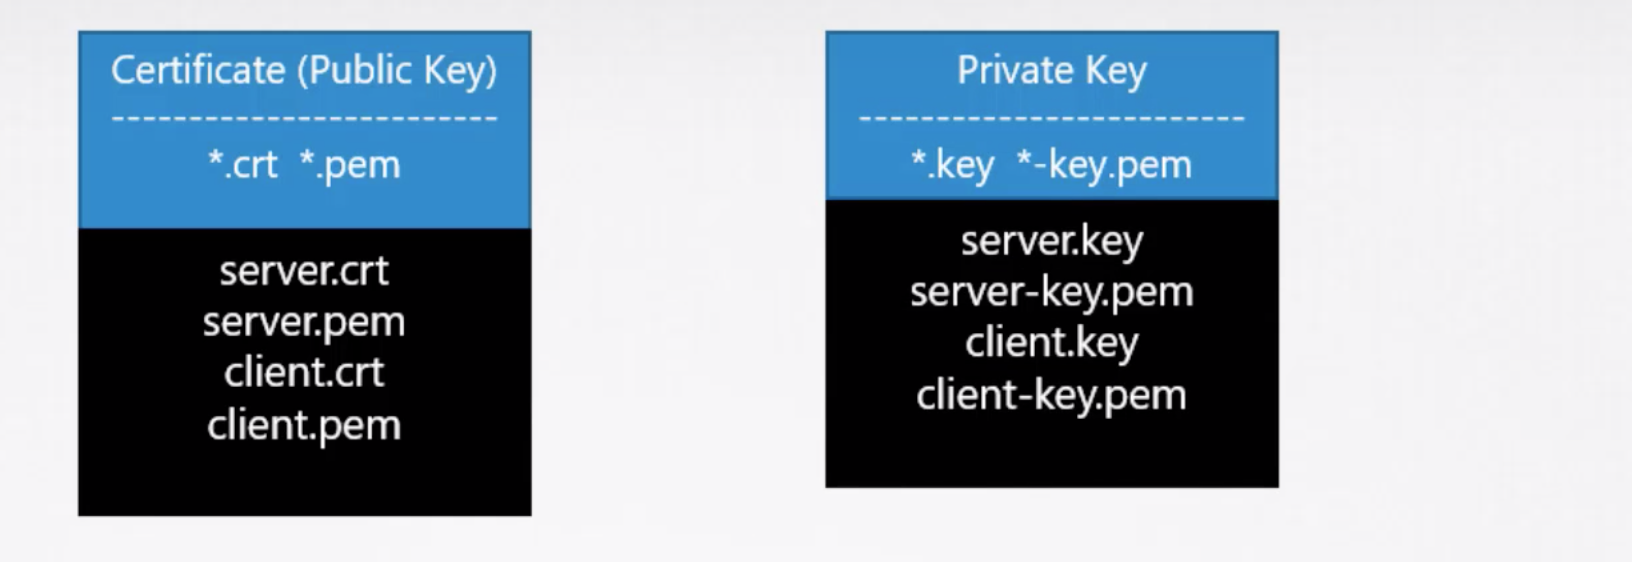 Certificate (Public Key)
-------------------------
*.crt *.pem
server.crt
server.pem
client.crt
client.pem
Private Key
-------------------------
*.key *-key.pem
server.key
server-key.pem
client.key
client-key.pem